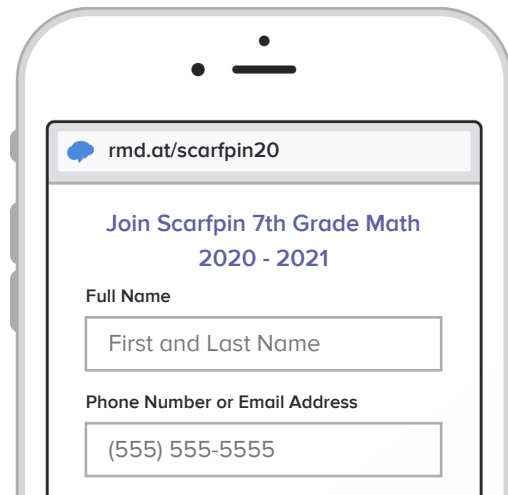 rmd.at/scarfpin20
Join Scarfpin 7th Grade Math
2020 - 2021
Full Name
First and Last Name
Phone Number or Email Address
(555) 555-5555